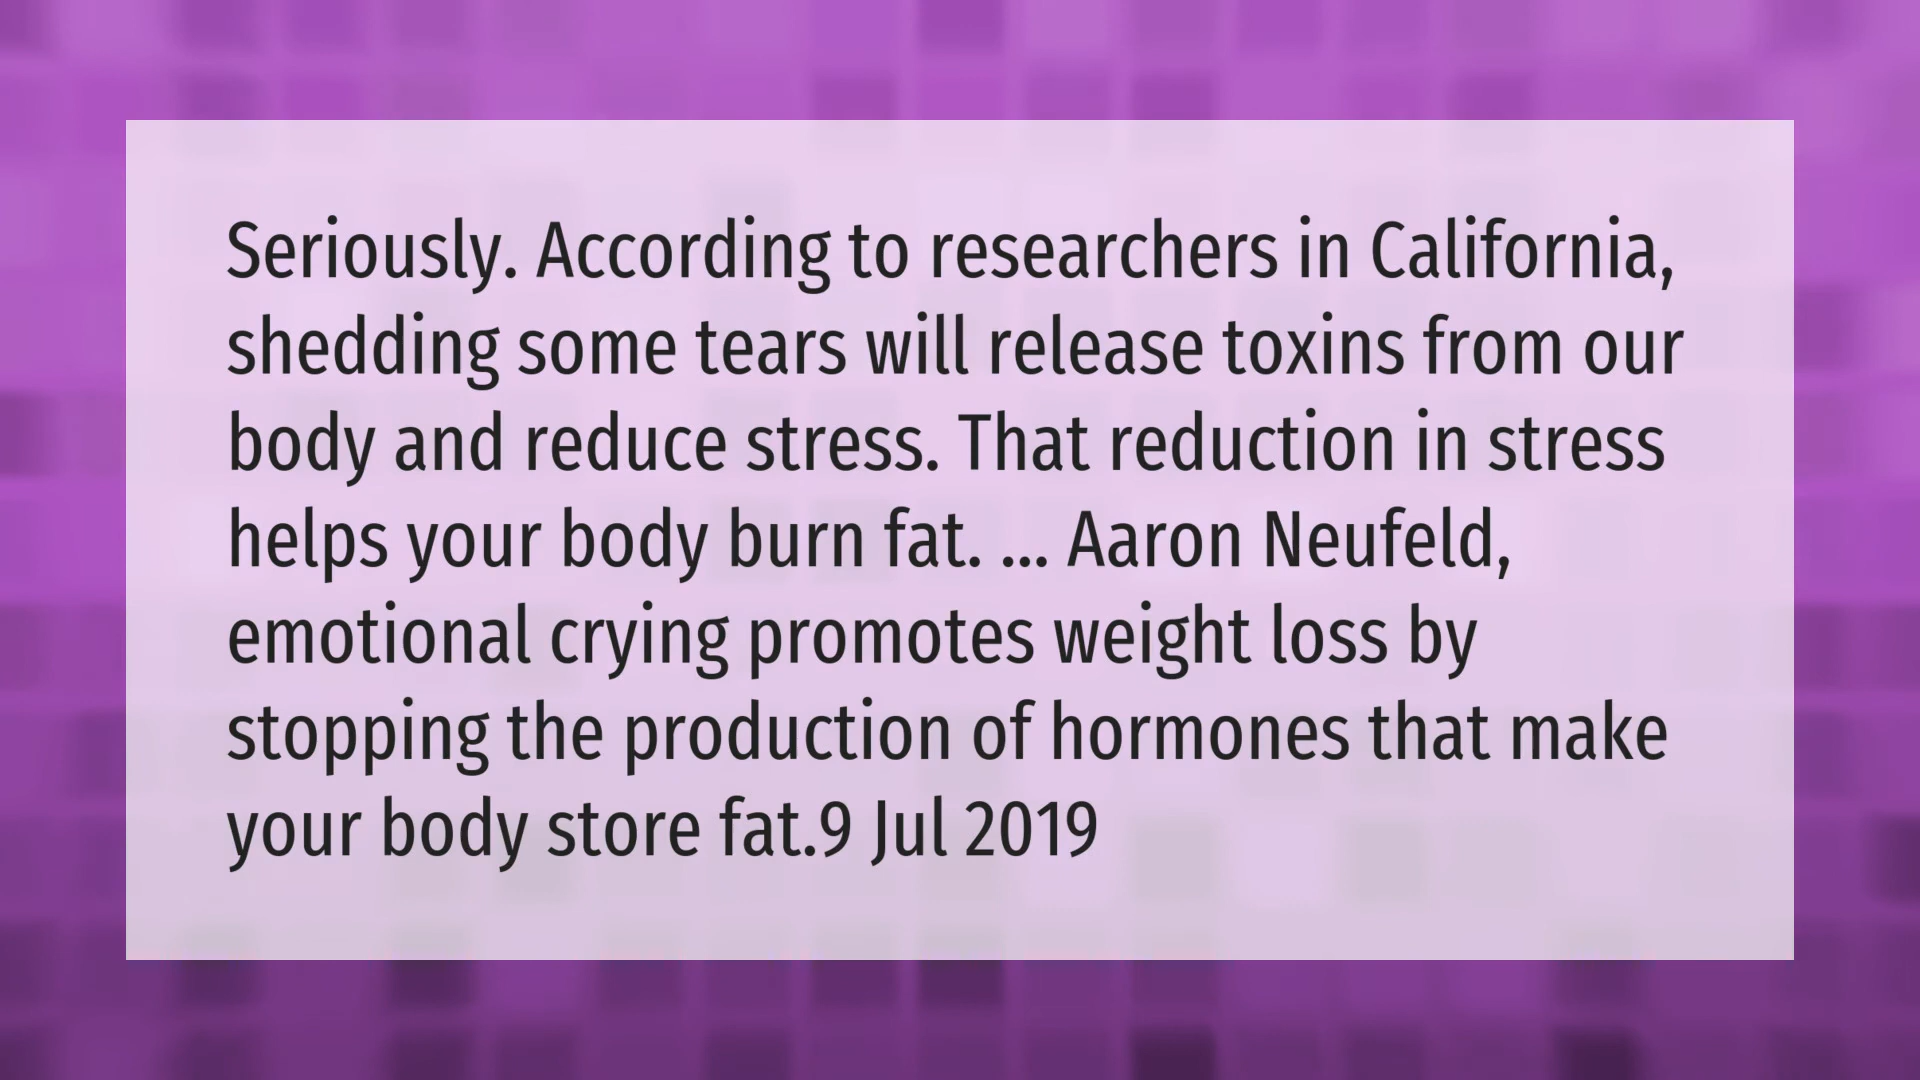 Seriously. According to researchers in California,
shedding some tears will release toxins from our
body and reduce stress. That reduction in stress
helps your body burn fat. ... Aaron Neufeld,
emotional crying promotes weight loss by
stopping the production of hormones that make
your body store fat.9 Jul 2019